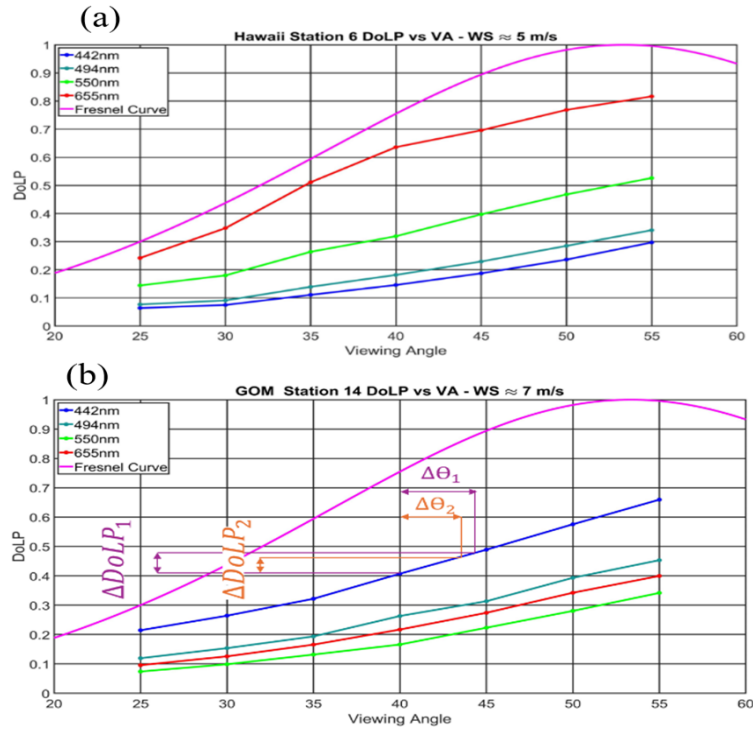 (a)
Hawaii Station 6 DoLP vs VA - WS ≈ 5 m/s
442nm
494nm
550nm
655nm
Fresnel Curve
DoLP
1
0.9
0.8
0.7
0.6
0.5
0.4
0.3
0.2
0.1
0
20 25 30 35 40 45 50 55 60
Viewing Angle
(b)
GOM Station 14 DoLP vs VA - WS ≈ 7 m/s
442nm
494nm
550nm
655nm
Fresnel Curve
DoLP
1
0.9
0.8
0.7
0.6
0.5
0.4
0.3
0.2
0.1
0
ΔΘ₁
ΔΘ₂
ΔDoLP₁
ΔDoLP₂
20 25 30 35 40 45 50 55 60
Viewing Angle